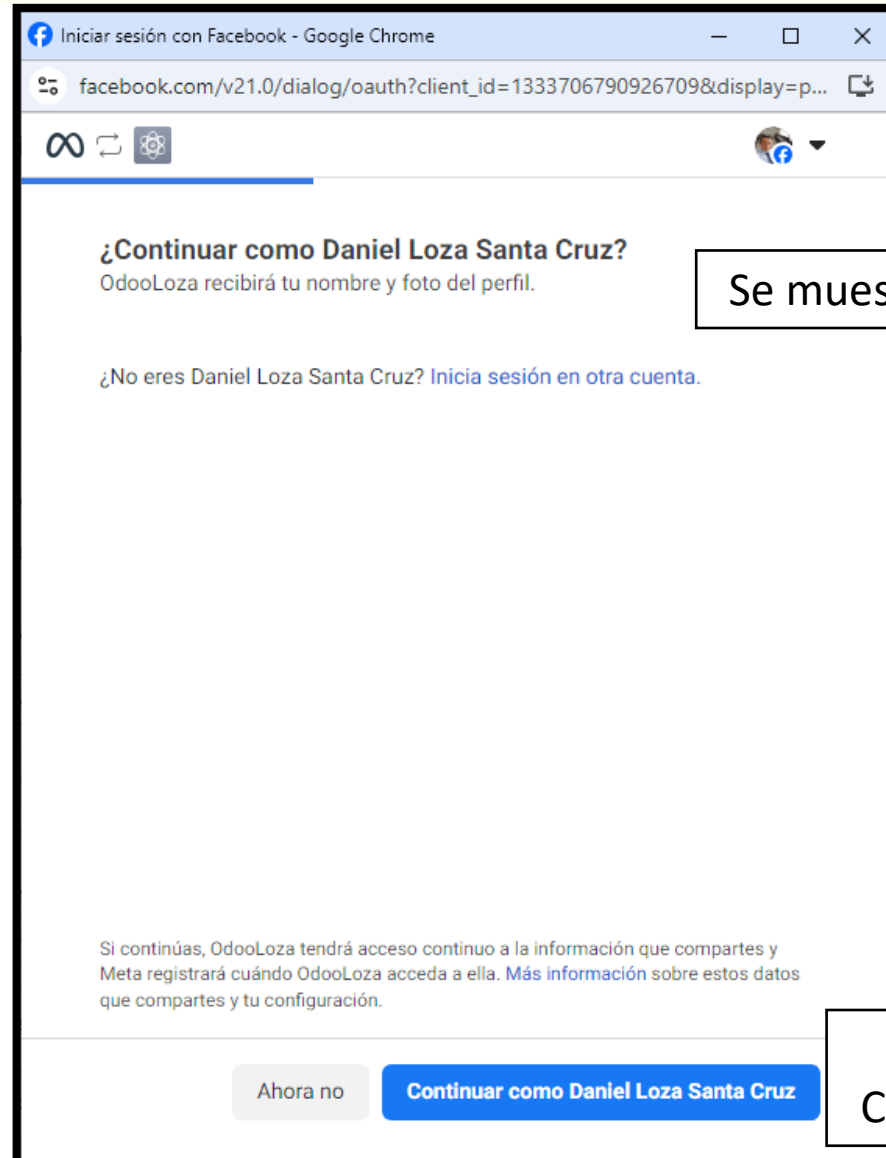 Iniciar sesión con Facebook - Google Chrome
facebook.com/v21.0/dialog/oauth?client_id=1333706790926709&display=p...
¿Continuar como Daniel Loza Santa Cruz?
OdooLoza recibirá tu nombre y foto del perfil.
Se mues
¿No eres Daniel Loza Santa Cruz? Inicia sesión en otra cuenta.
Si continúas, OdooLoza tendrá acceso continuo a la información que compartes y
Meta registrará cuándo OdooLoza acceda a ella. Más información sobre estos datos
que compartes y tu configuración.
Ahora no
Continuar como Daniel Loza Santa Cruz
C